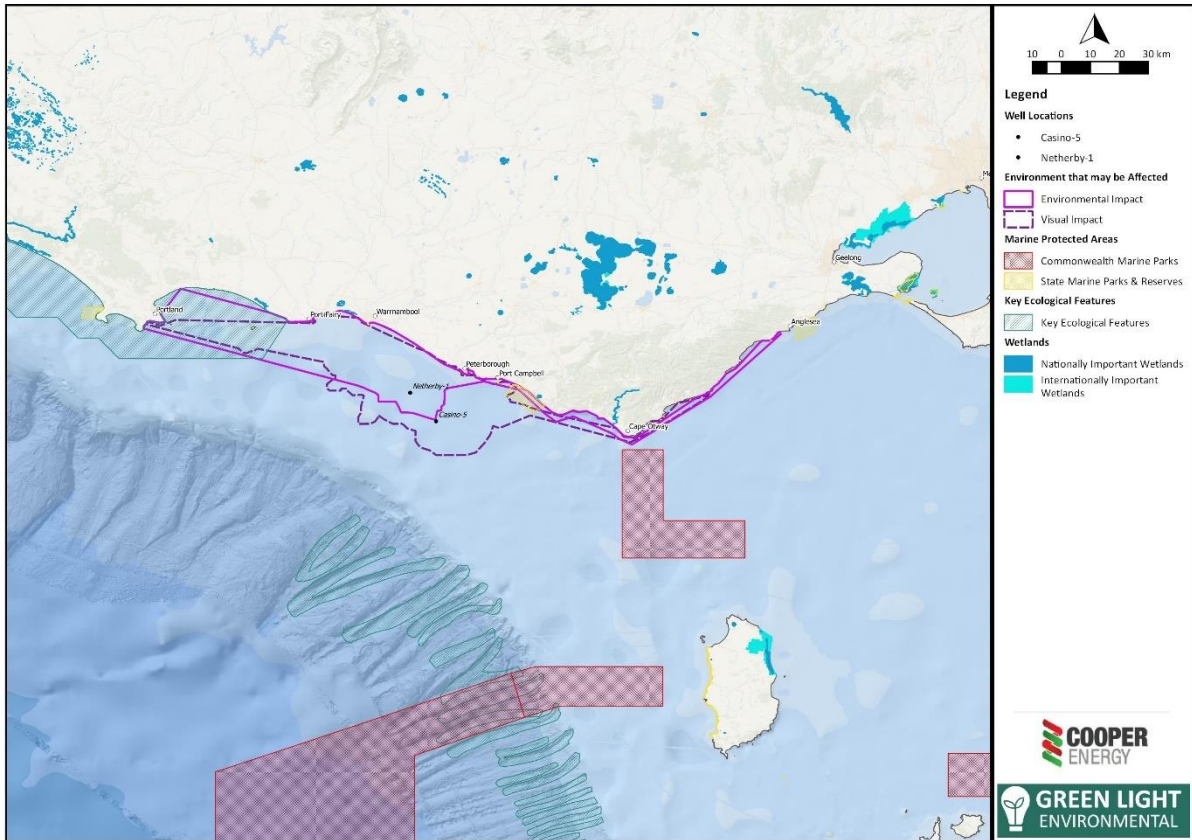 Portland
Port Fairy
Warrnambool
Peterborough
Port Campbell
Netherby-1
Casino-5
Cape Otway
Anglesea
Geelong
Me
10 0 10 20 30 km
Legend
Well Locations
Casino-5
Netherby-1
Environment that may be Affected
Environmental Impact
Visual Impact
Marine Protected Areas
Commonwealth Marine Parks
State Marine Parks & Reserves
Key Ecological Features
Key Ecological Features
Wetlands
Nationally Important Wetlands
Internationally Important
Wetlands
COOPER
ENERGY
GREEN LIGHT
ENVIRONMENTAL